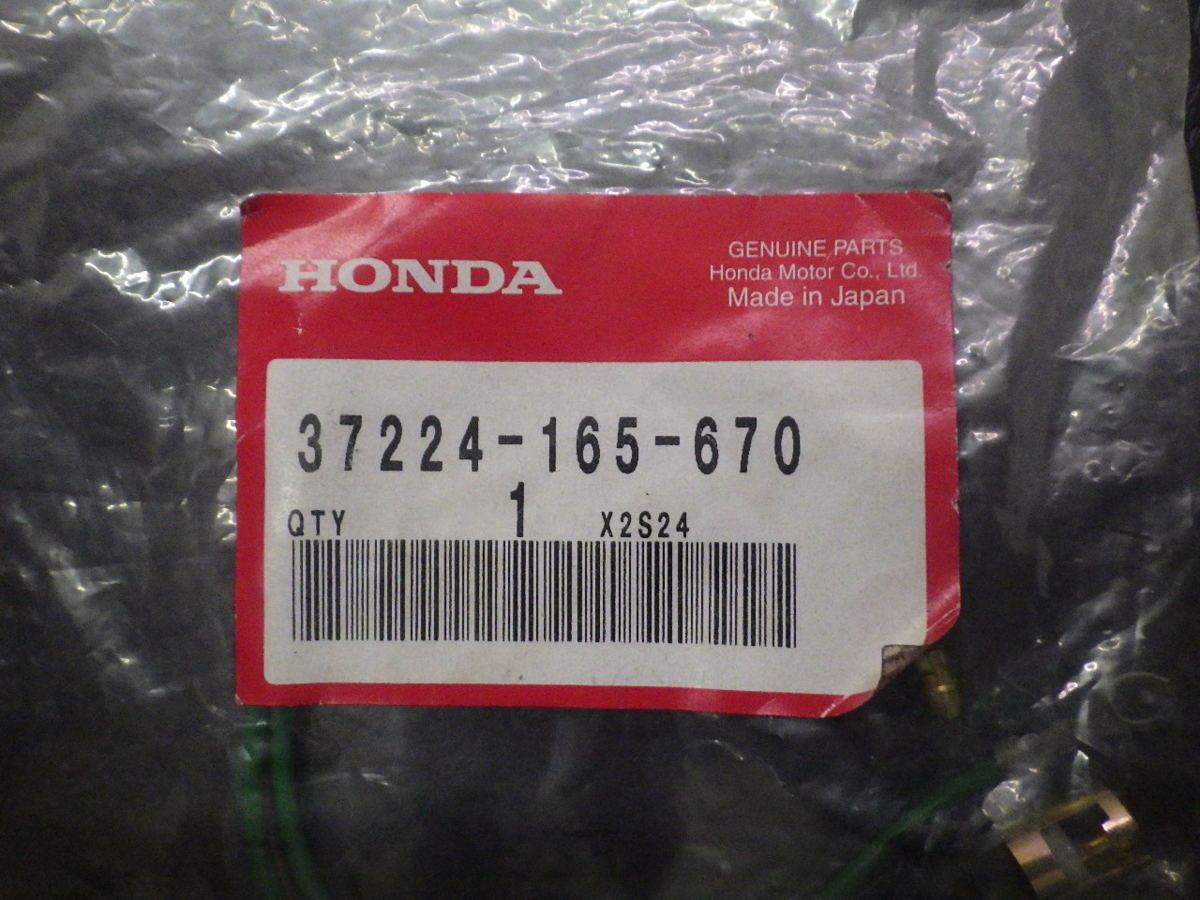 HONDA
GENUINE PARTS
Honda Motor Co., Ltd.
Made in Japan
37224-165-670
QTY 1 X2S24